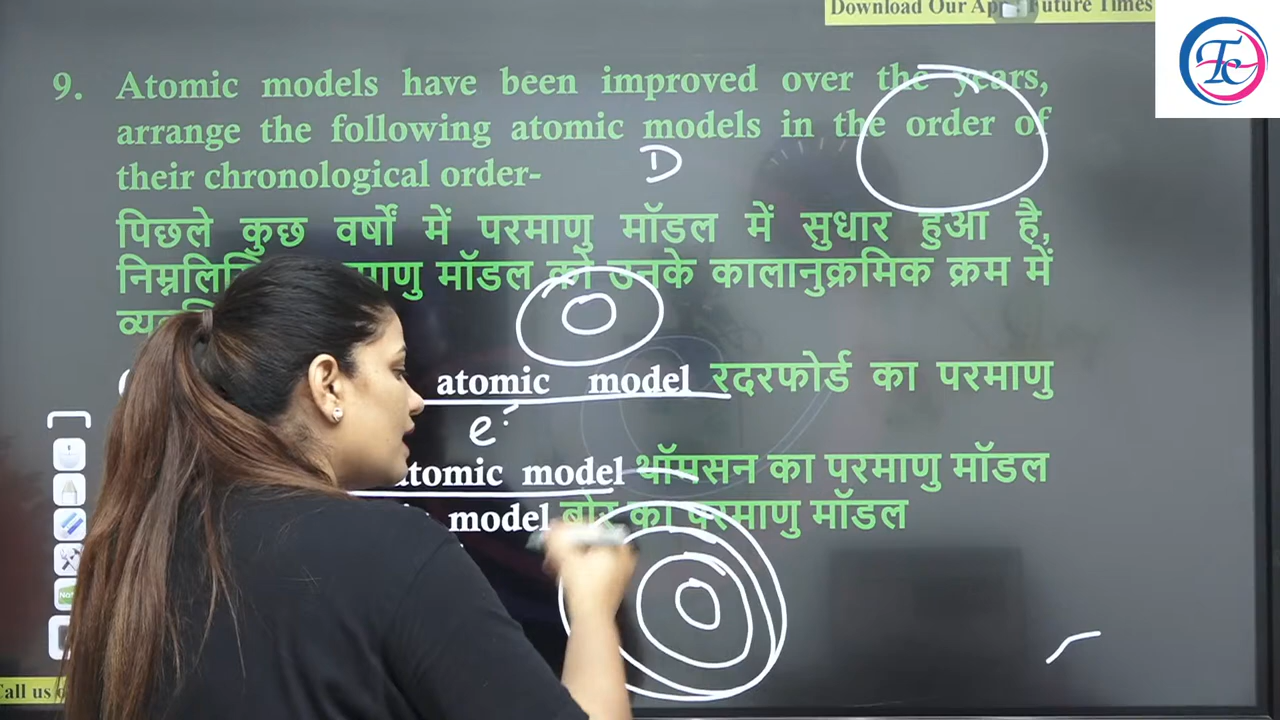 Download Our App Future Times
Tc
9. Atomic models have been improved over the years,
arrange the following atomic models in the order of
their chronological order-
D
पिछले कुछ वर्षों में परमाणु मॉडल में सुधार हुआ है,
मॉडल को उनके कालानुक्रमिक क्रम में
atomic model रदरफोर्ड का परमाणु
e
atomic model थॉमसन का परमाणु मॉडल
model बोर का परमाणु मॉडल
Call us